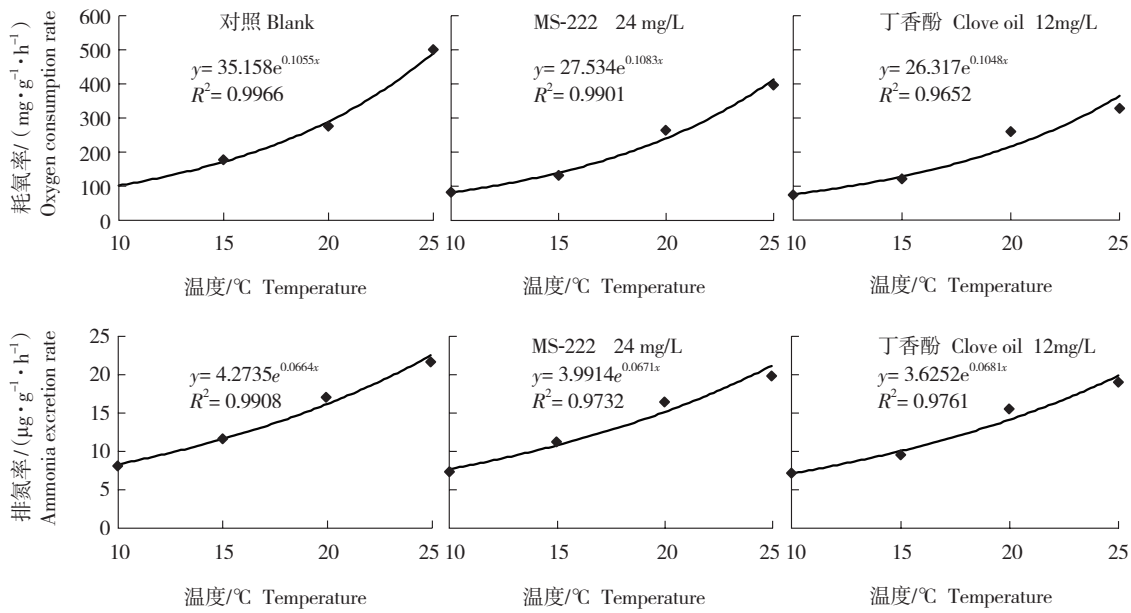 对照 Blank
MS-222 24 mg/L
丁香酚 Clove oil 12mg/L
耗氧率/(mg·g⁻¹·h⁻¹)
Oxygen consumption rate
600
500
400
300
200
100
0
y= 35.158e^0.1055x
R²= 0.9966
y= 27.534e^0.1083x
R²= 0.9901
y= 26.317e^0.1048x
R²= 0.9652
10 15 20 25
10 15 20 25
10 15 20 25
温度/℃ Temperature
温度/℃ Temperature
温度/℃ Temperature
MS-222 24 mg/L
丁香酚 Clove oil 12mg/L
排氮率/(μg·g⁻¹·h⁻¹)
Ammonia excretion rate
25
20
15
10
5
0
y= 4.2735e^0.0664x
R²= 0.9908
y= 3.9914e^0.0671x
R²= 0.9732
y= 3.6252e^0.0681x
R²= 0.9761
10 15 20 25
10 15 20 25
10 15 20 25
温度/℃ Temperature
温度/℃ Temperature
温度/℃ Temperature